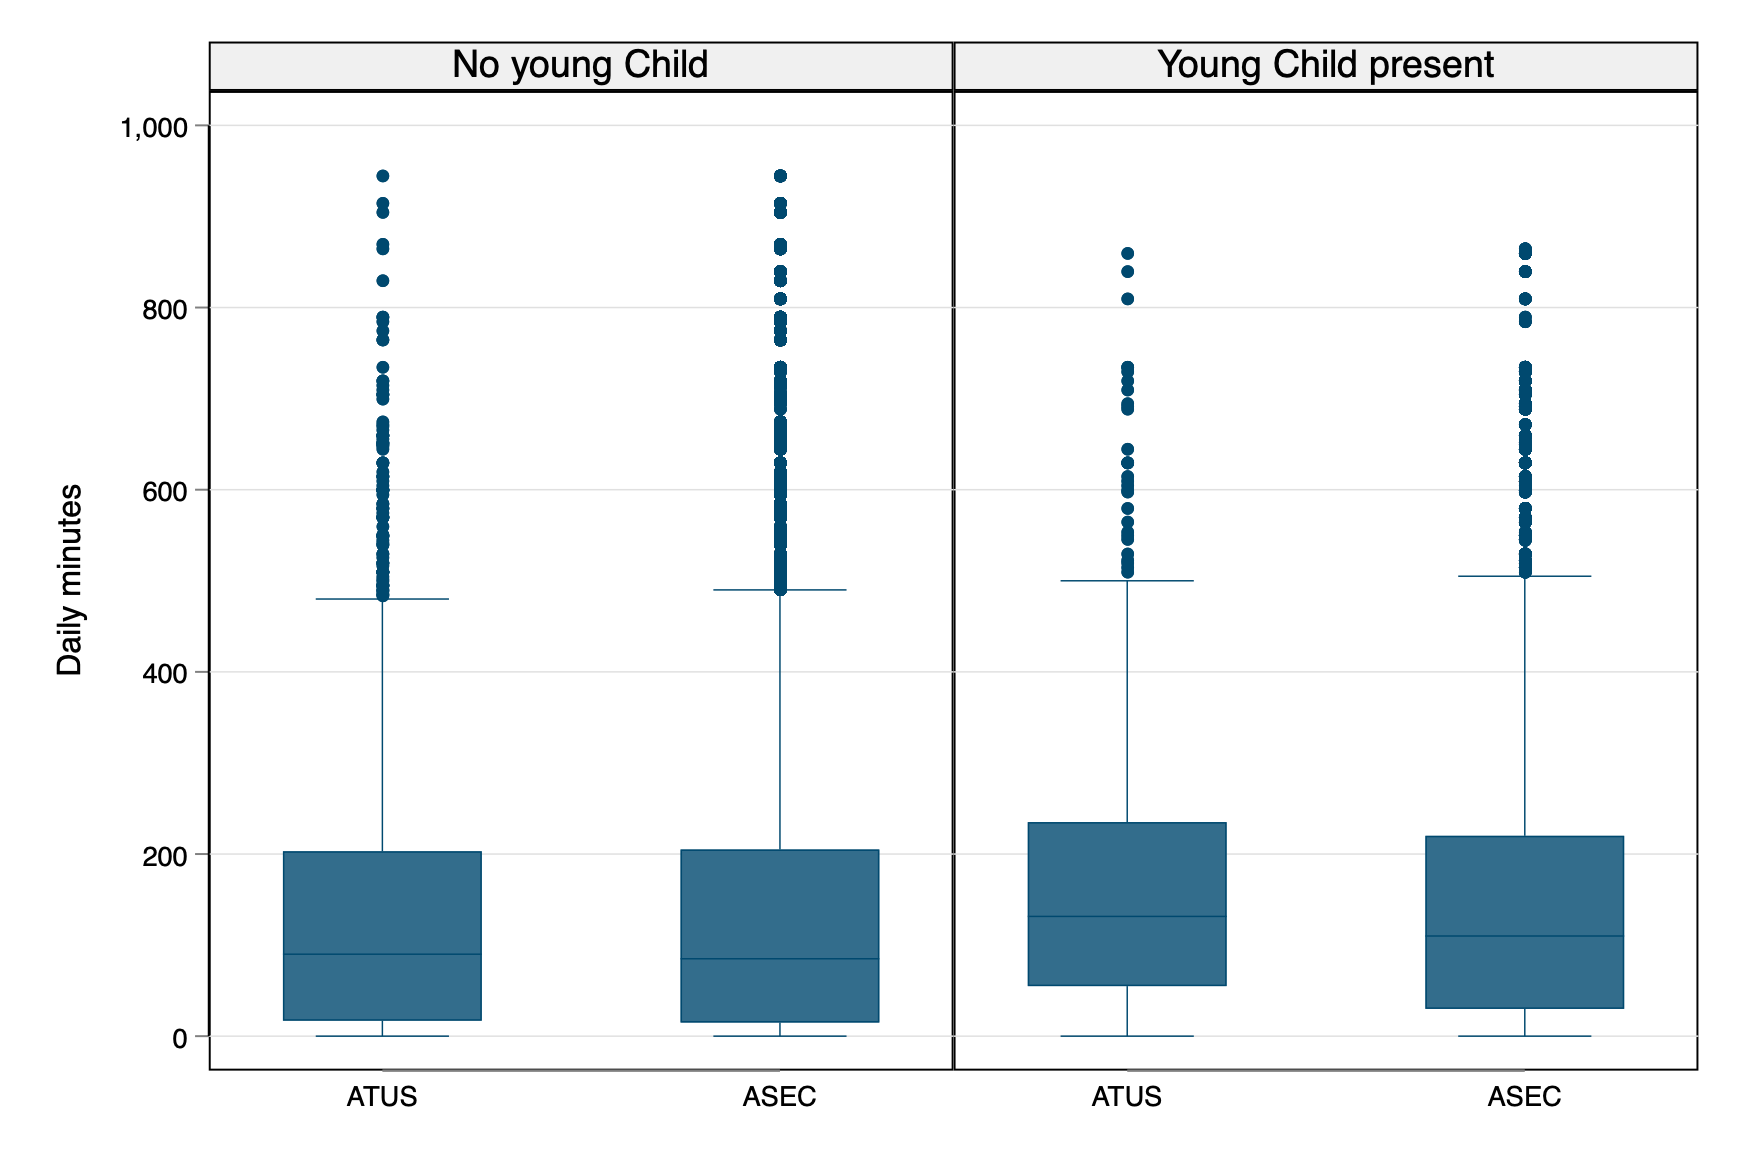 No young Child
Young Child present
1,000
800
600
400
200
0
Daily minutes
ATUS
ASEC
ATUS
ASEC